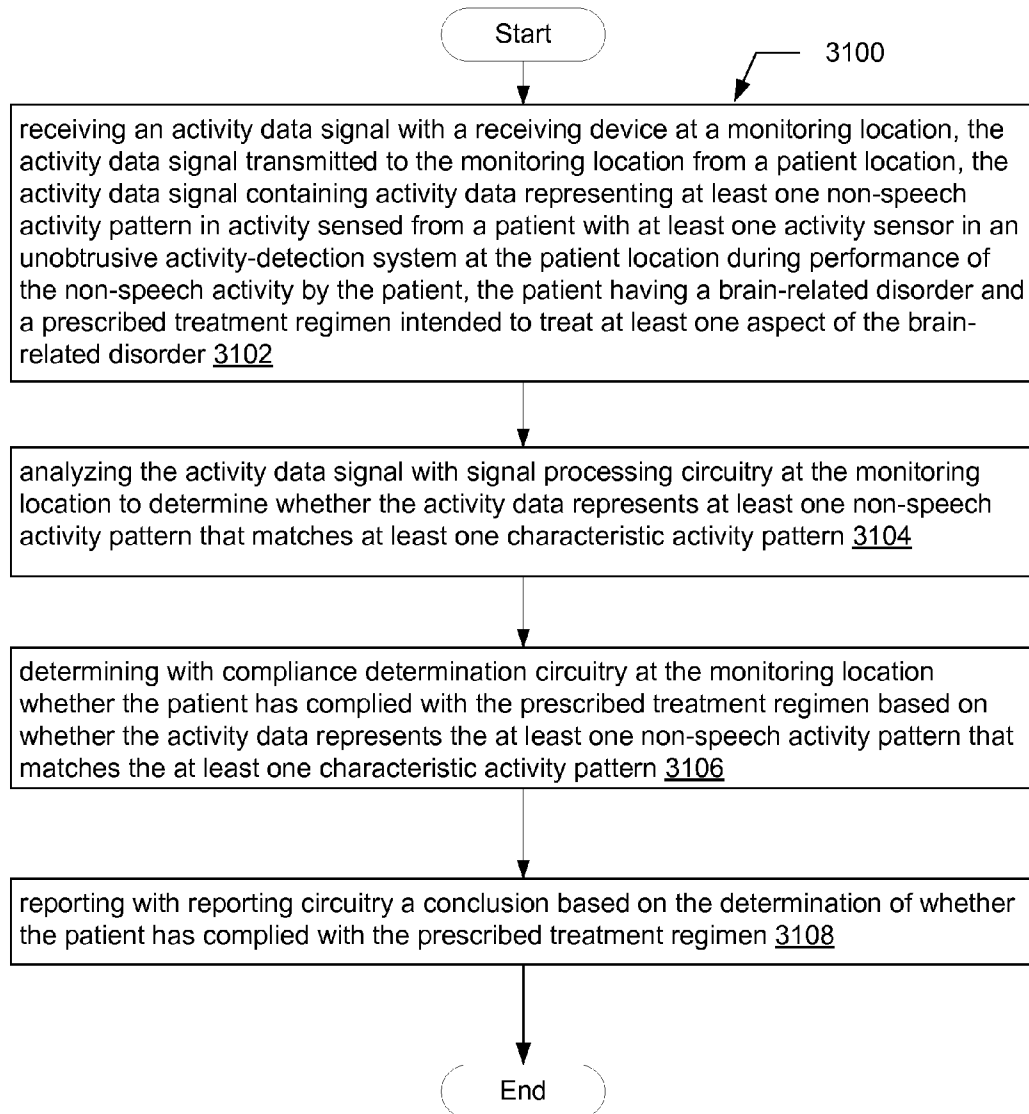 Start
3100
receiving an activity data signal with a receiving device at a monitoring location, the
activity data signal transmitted to the monitoring location from a patient location, the
activity data signal containing activity data representing at least one non-speech
activity pattern in activity sensed from a patient with at least one activity sensor in an
unobtrusive activity-detection system at the patient location during performance of
the non-speech activity by the patient, the patient having a brain-related disorder and
a prescribed treatment regimen intended to treat at least one aspect of the brain-
related disorder 3102
analyzing the activity data signal with signal processing circuitry at the monitoring
location to determine whether the activity data represents at least one non-speech
activity pattern that matches at least one characteristic activity pattern 3104
determining with compliance determination circuitry at the monitoring location
whether the patient has complied with the prescribed treatment regimen based on
whether the activity data represents the at least one non-speech activity pattern that
matches the at least one characteristic activity pattern 3106
reporting with reporting circuitry a conclusion based on the determination of whether
the patient has complied with the prescribed treatment regimen 3108
End